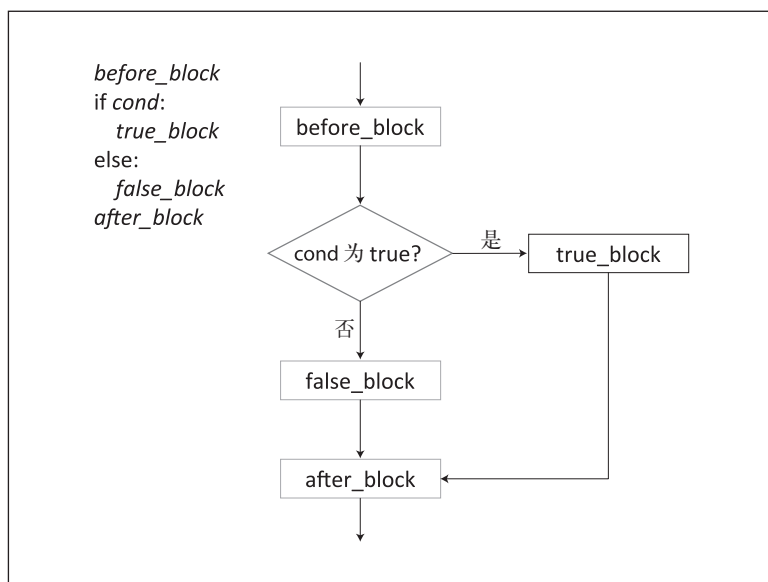 before_block
if cond:
true_block
else:
false_block
after_block
before_block
cond 为 true?
是
true_block
否
false_block
after_block